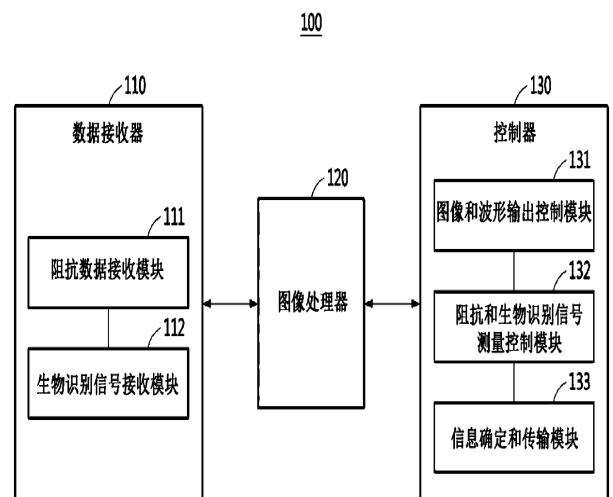 100
110
数据接收器
111
阻抗数据接收模块
112
生物识别信号接收模块
120
图像处理器
130
控制器
131
图像和波形输出控制模块
132
阻抗和生物识别信号
测量控制模块
133
信息确定和传输模块